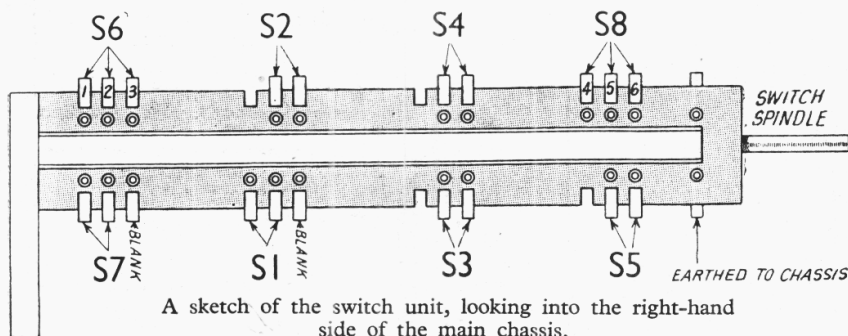 S6 S2 S4 S8
1 2 3 4 5 6
SWITCH
SPINDLE
BLANK BLANK
S7 S1 S3 S5
EARTHED TO CHASSIS
A sketch of the switch unit, looking into the right-hand
side of the main chassis.